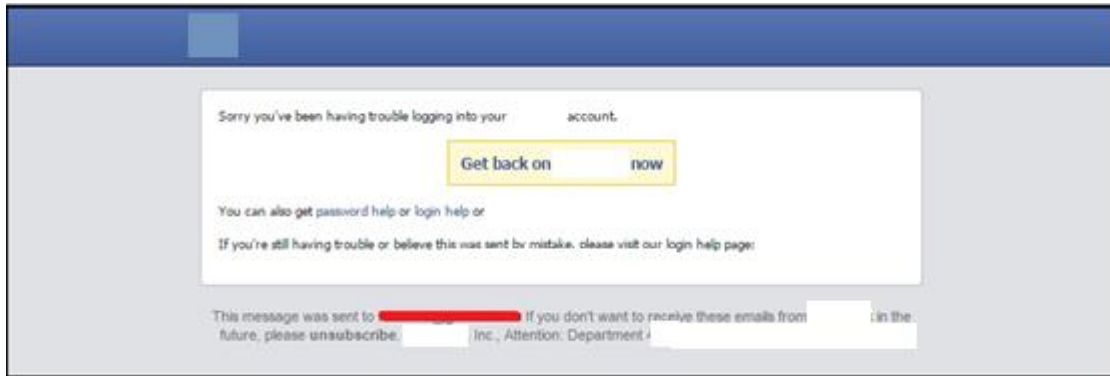 Sorry you've been having trouble logging into your account.
Get back on now
You can also get password help or login help or
If you're still having trouble or believe this was sent by mistake, please visit our login help page:
This message was sent to If you don't want to receive these emails from in the
future, please unsubscribe. Inc., Attention: Department